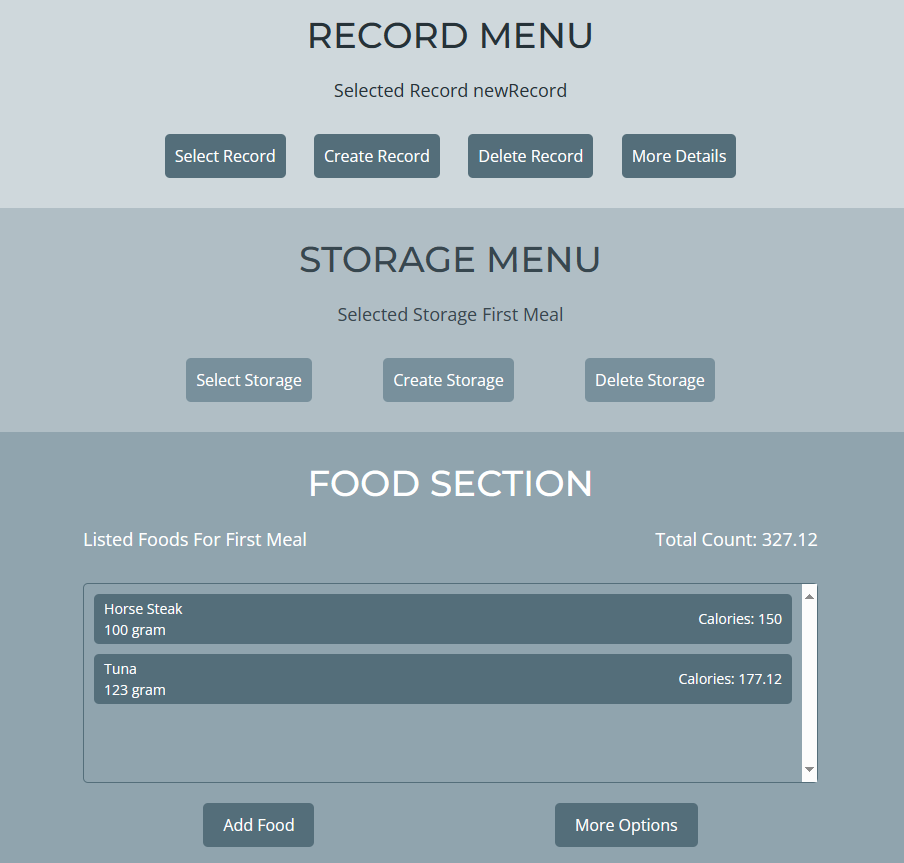 RECORD MENU
Selected Record newRecord
Select Record Create Record Delete Record More Details
STORAGE MENU
Selected Storage First Meal
Select Storage Create Storage Delete Storage
FOOD SECTION
Listed Foods For First Meal Total Count: 327.12
Horse Steak
100 gram
Calories: 150
Tuna
123 gram
Calories: 177.12
Add Food More Options